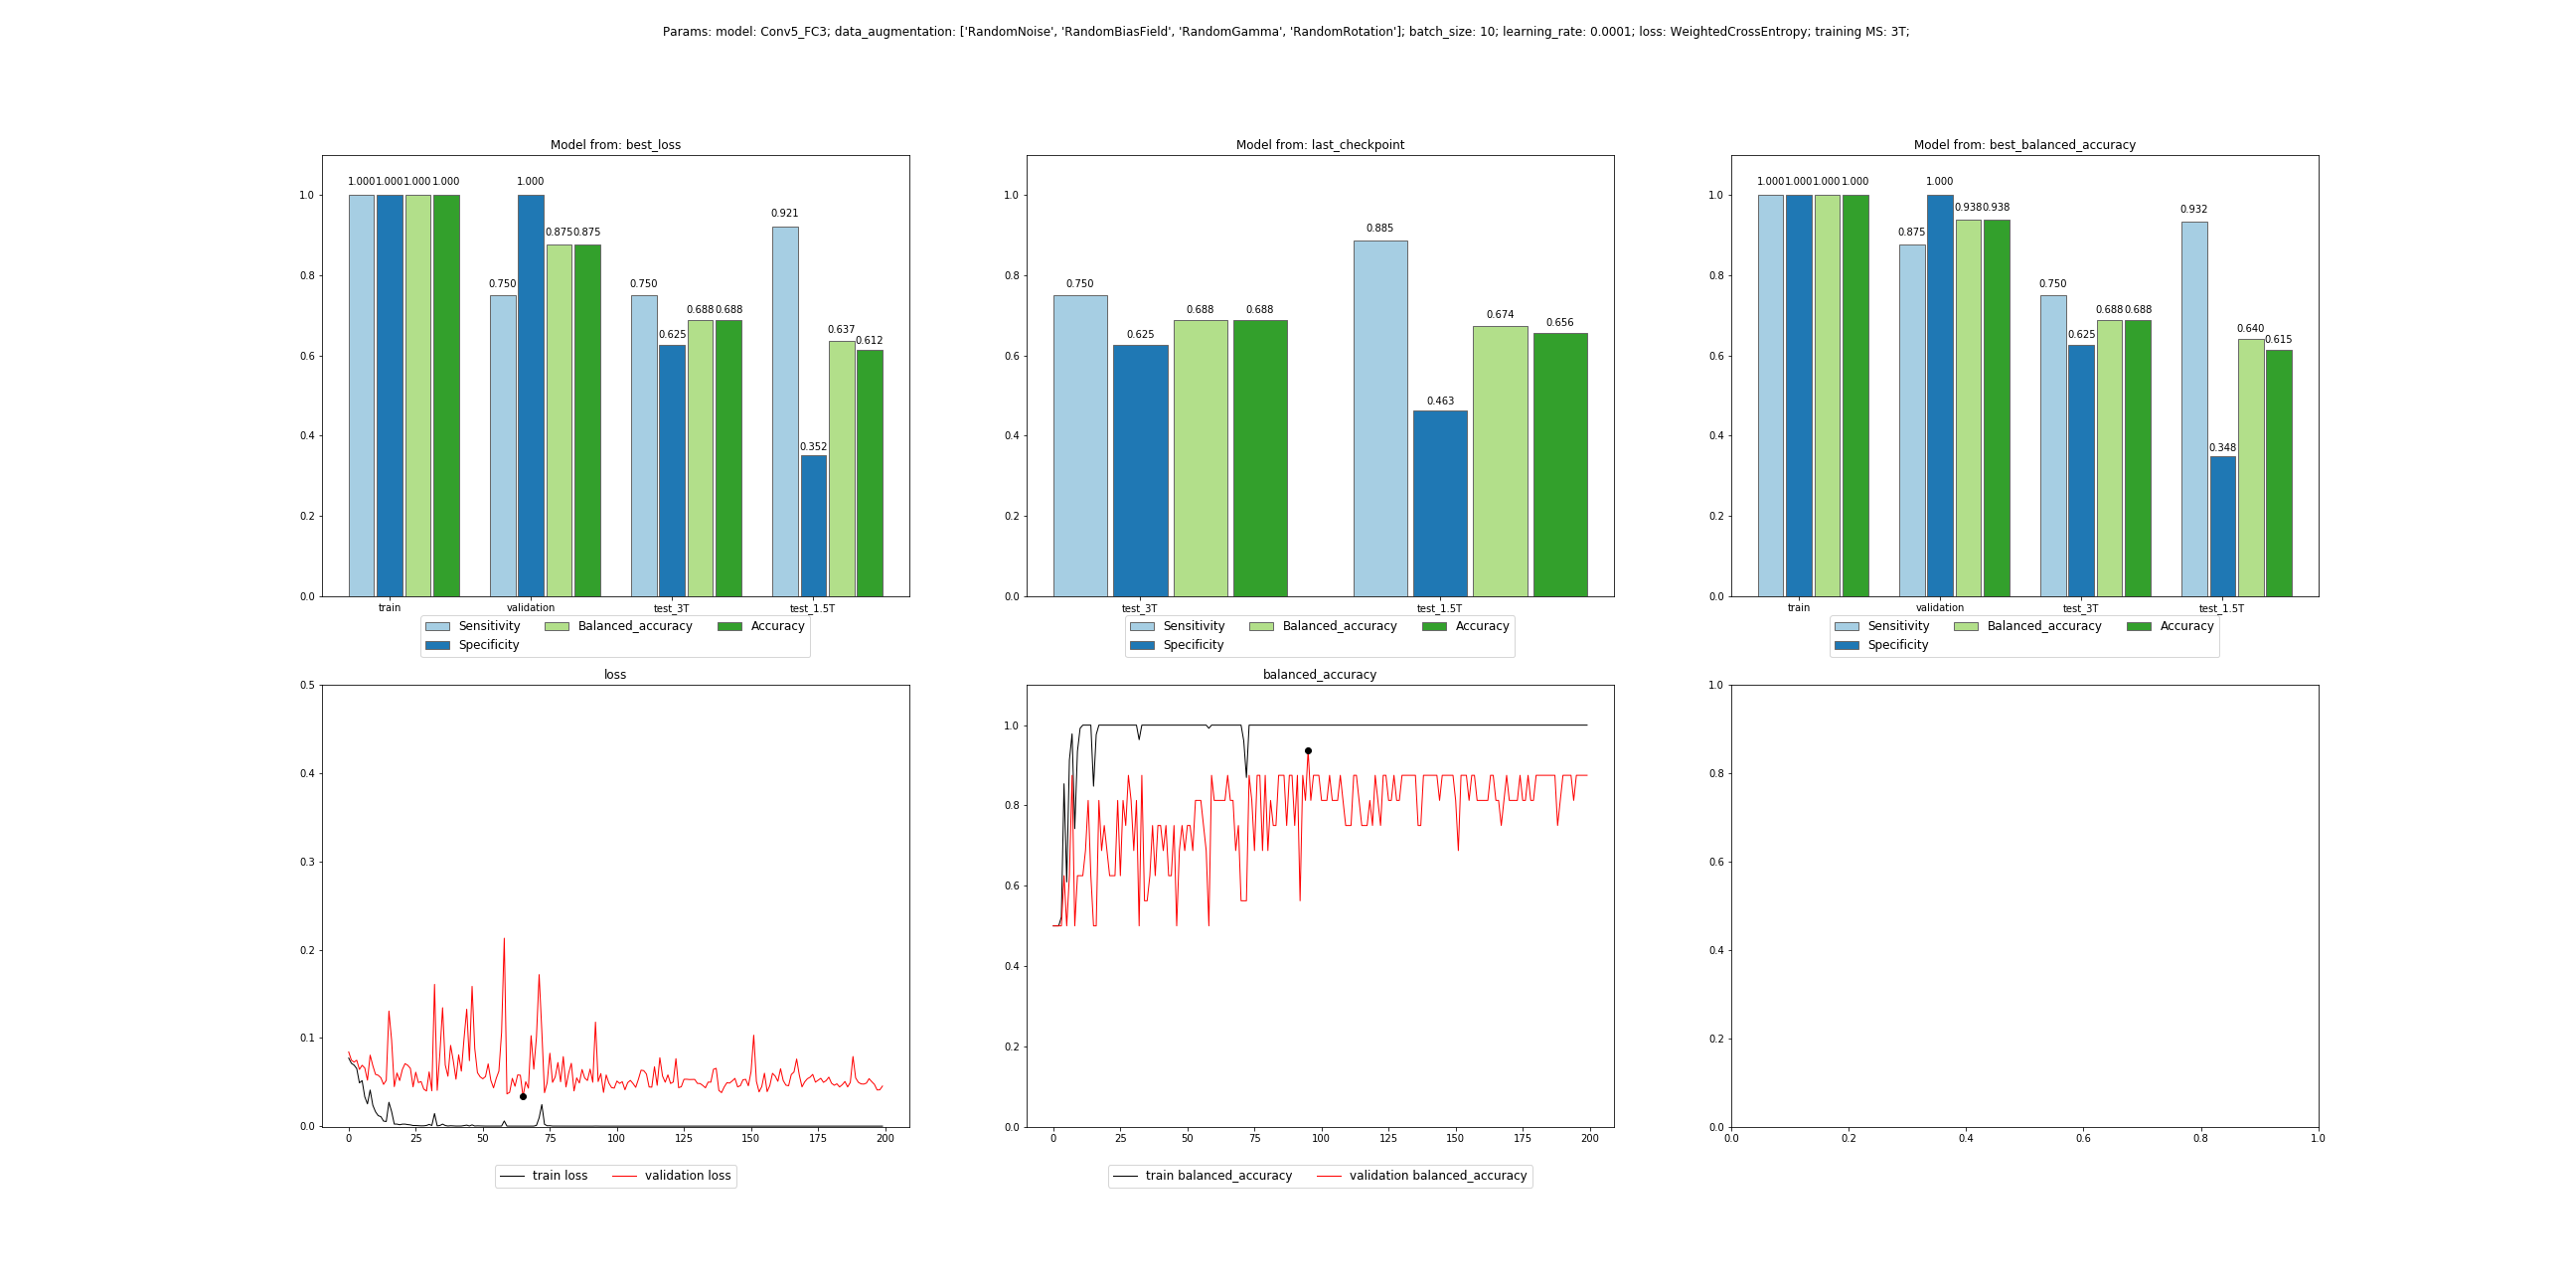 Params: model: Conv5_FC3; data_augmentation: ['RandomNoise', 'RandomBiasField', 'RandomGamma', 'RandomRotation']; batch_size: 10; learning_rate: 0.0001; loss: WeightedCrossEntropy; training MS: 3T;
Model from: best_loss
1.000 1.000 1.000 1.000
1.000
0.921
0.875 0.875
0.750
0.750
0.688 0.688
0.625
0.637
0.612
0.352
1.0
0.8
0.6
0.4
0.2
0.0
train validation test_3T test_1.5T
Sensitivity Balanced_accuracy Accuracy
Specificity
Model from: last_checkpoint
0.885
0.750
0.688 0.688
0.674
0.656
0.625
0.463
1.0
0.8
0.6
0.4
0.2
0.0
test_3T test_1.5T
Sensitivity Balanced_accuracy Accuracy
Specificity
Model from: best_balanced_accuracy
1.000 1.000 1.000 1.000
1.000
0.938 0.938
0.932
0.875
0.750
0.688 0.688
0.625
0.640
0.615
0.348
1.0
0.8
0.6
0.4
0.2
0.0
train validation test_3T test_1.5T
Sensitivity Balanced_accuracy Accuracy
Specificity
loss
0.5
0.4
0.3
0.2
0.1
0.0
0 25 50 75 100 125 150 175 200
train loss validation loss
balanced_accuracy
1.0
0.8
0.6
0.4
0.2
0.0
0 25 50 75 100 125 150 175 200
train balanced_accuracy validation balanced_accuracy
1.0
0.8
0.6
0.4
0.2
0.0
0.0 0.2 0.4 0.6 0.8 1.0